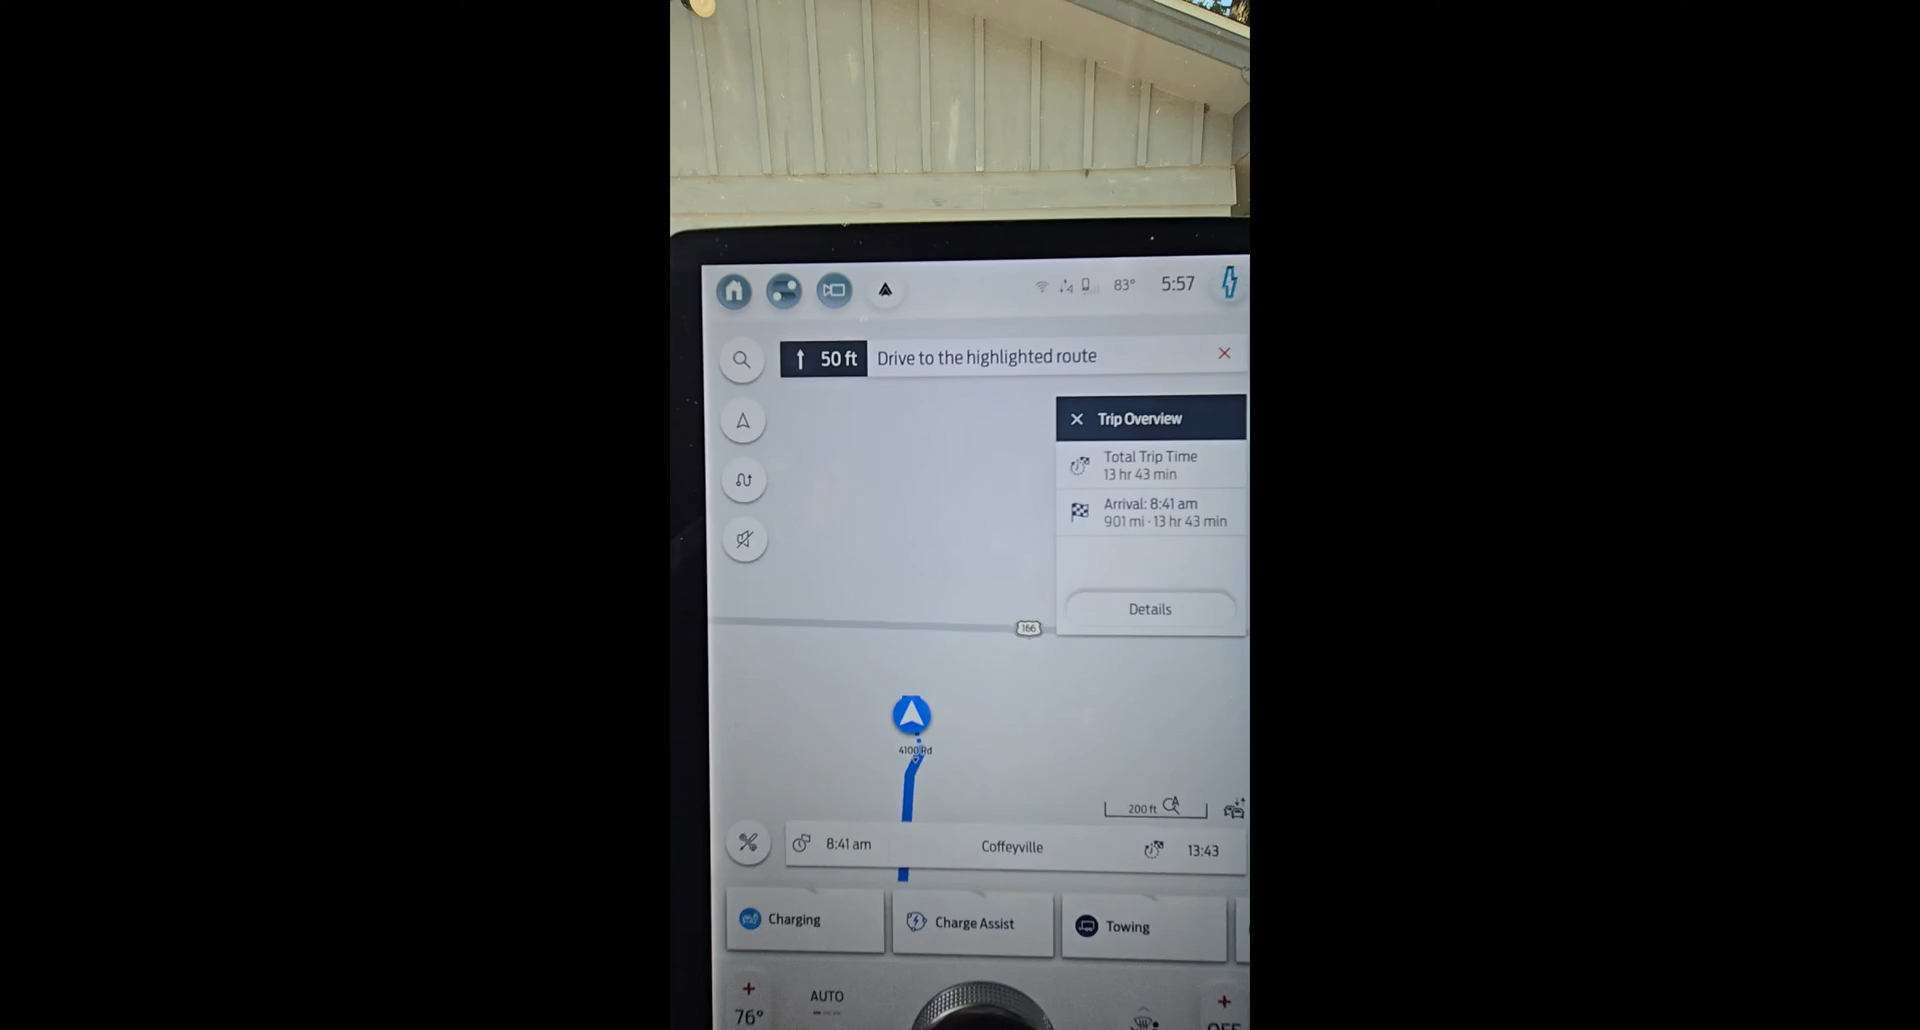 83°
5:57
50 ft
Drive to the highlighted route
Trip Overview
Total Trip Time
13 hr 43 min
Arrival: 8:41 am
901 mi · 13 hr 43 min
Details
166
4100 Rd
200 ft
8:41 am
Coffeyville
13:43
Charging
Charge Assist
Towing
76°
AUTO
OFF